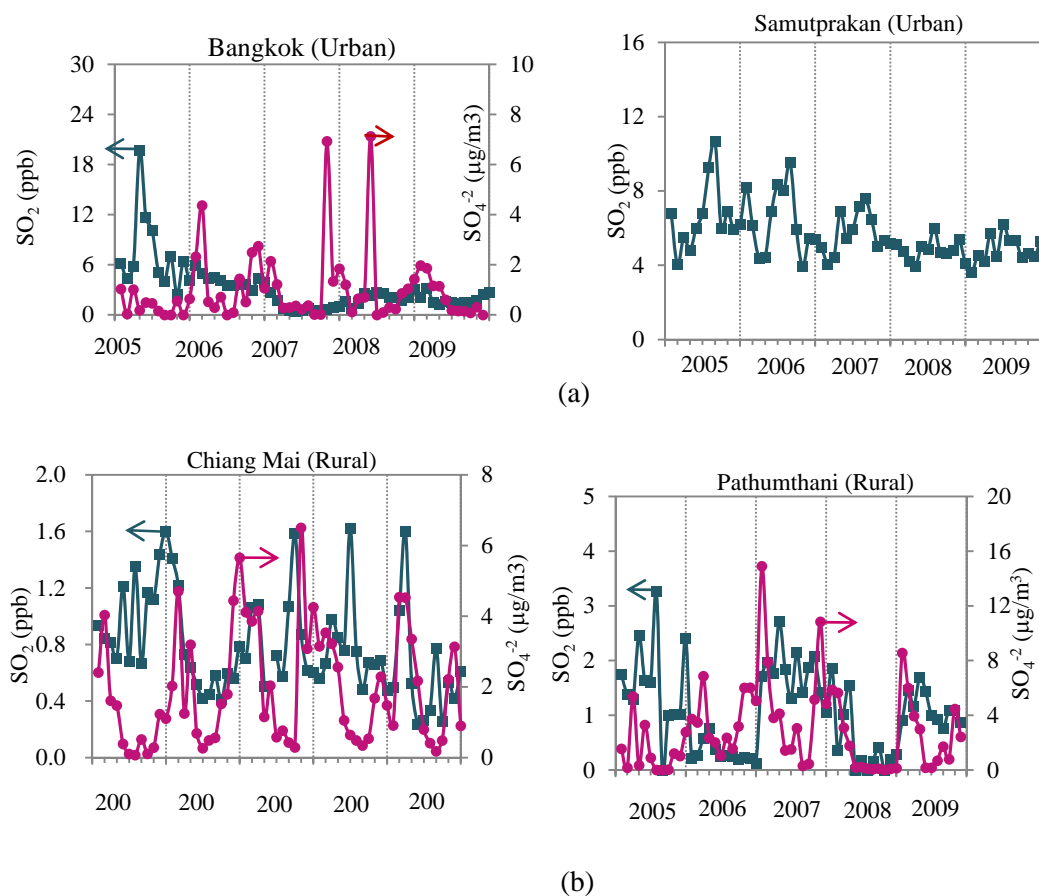 Bangkok (Urban)
30
24
18
12
6
0
SO2 (ppb)
10
8
6
4
2
0
SO4-2 (µg/m3)
2005 2006 2007 2008 2009
Samutprakan (Urban)
16
12
8
4
0
SO2 (ppb)
2005 2006 2007 2008 2009
(a)
Chiang Mai (Rural)
2.0
1.6
1.2
0.8
0.4
0.0
SO2 (ppb)
8
6
4
2
0
SO4-2 (µg/m3)
200 200 200 200 200
Pathumthani (Rural)
5
4
3
2
1
0
SO2 (ppb)
20
16
12
8
4
0
SO4-2 (µg/m³)
2005 2006 2007 2008 2009
(b)